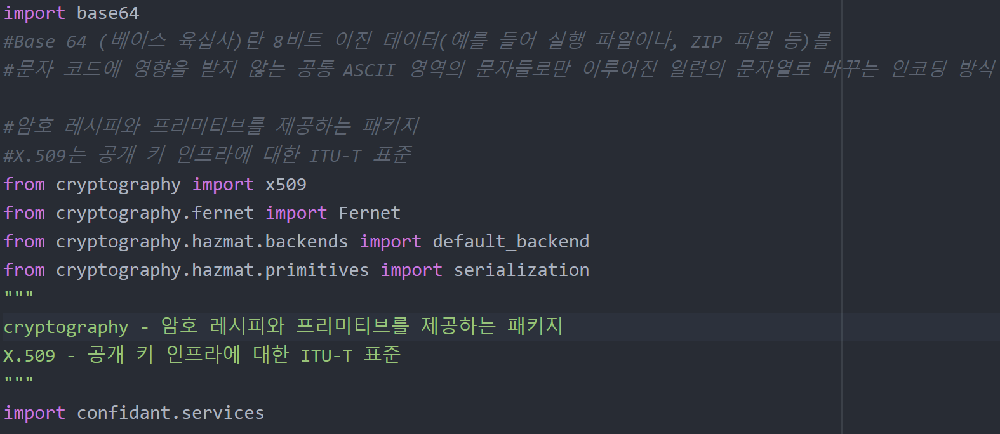 import base64
#Base 64 (베이스 육십사)란 8비트 이진 데이터(예를 들어 실행 파일이나, ZIP 파일 등)를
#문자 코드에 영향을 받지 않는 공통 ASCII 영역의 문자들로만 이루어진 일련의 문자열로 바꾸는 인코딩 방식
#암호 레시피와 프리미티브를 제공하는 패키지
#X.509는 공개 키 인프라에 대한 ITU-T 표준
from cryptography import x509
from cryptography.fernet import Fernet
from cryptography.hazmat.backends import default_backend
from cryptography.hazmat.primitives import serialization
"""
cryptography - 암호 레시피와 프리미티브를 제공하는 패키지
X.509 - 공개 키 인프라에 대한 ITU-T 표준
"""
import confidant.services